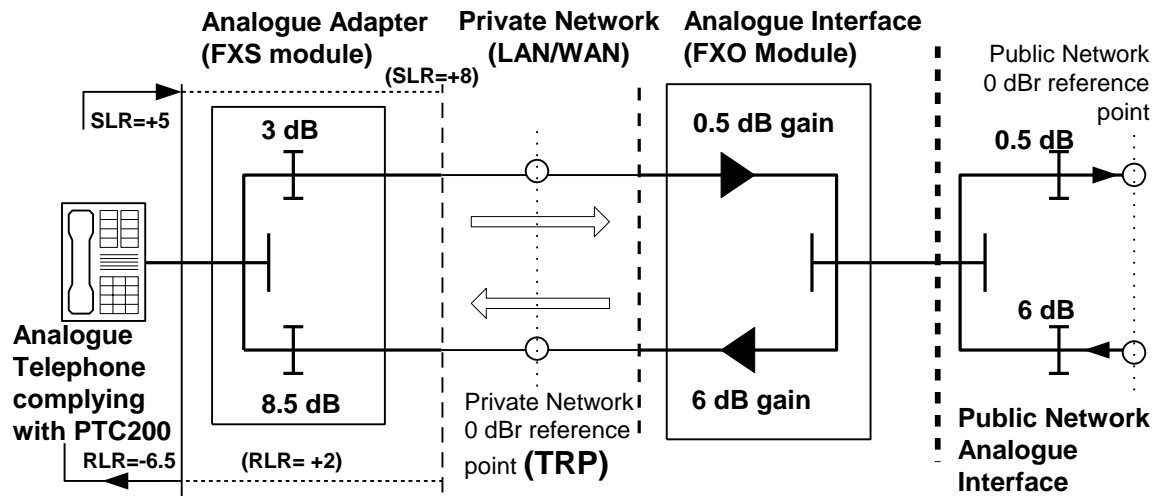 Analogue Adapter
(FXS module)
Private Network
(LAN/WAN)
Analogue Interface
(FXO Module)
Public Network
0 dBr reference
point
(SLR=+8)
SLR=+5
3 dB
0.5 dB gain
0.5 dB
6 dB
Analogue
Telephone
complying
with PTC200
8.5 dB
Private Network
0 dBr reference
point (TRP)
6 dB gain
Public Network
Analogue
Interface
RLR=-6.5
(RLR= +2)